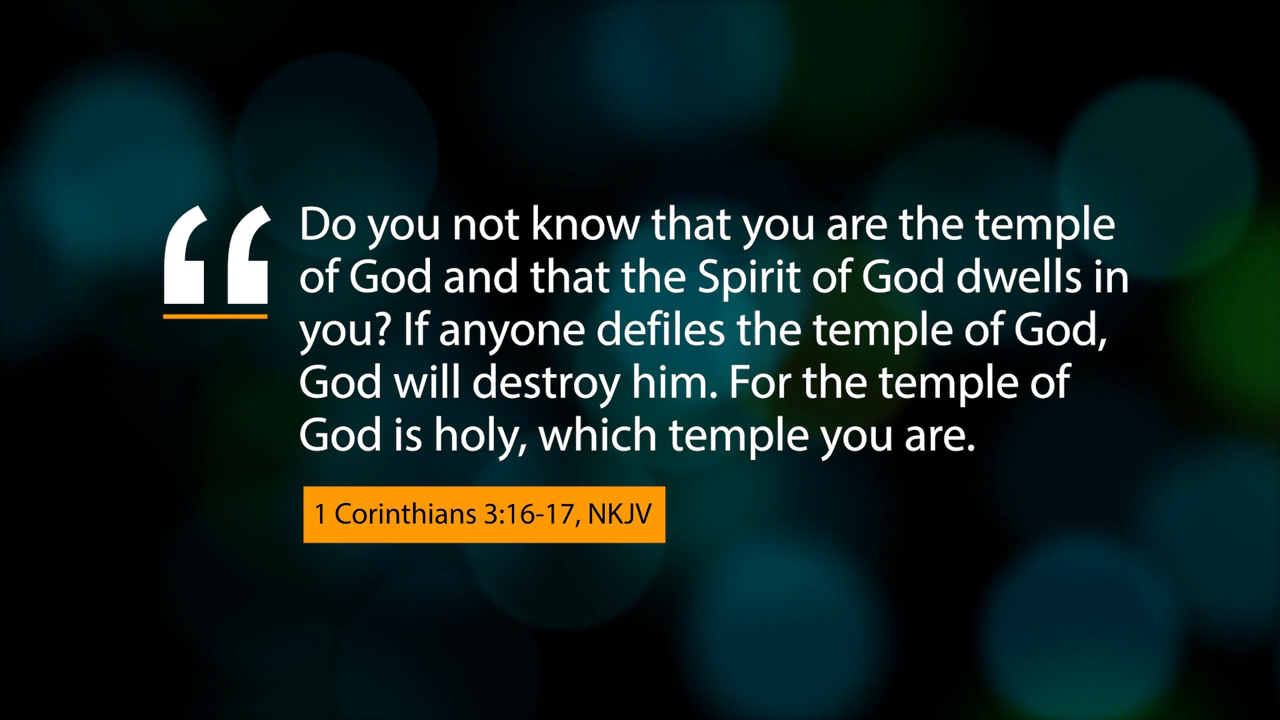 “
Do you not know that you are the temple
of God and that the Spirit of God dwells in
you? If anyone defiles the temple of God,
God will destroy him. For the temple of
God is holy, which temple you are.
1 Corinthians 3:16-17, NKJV